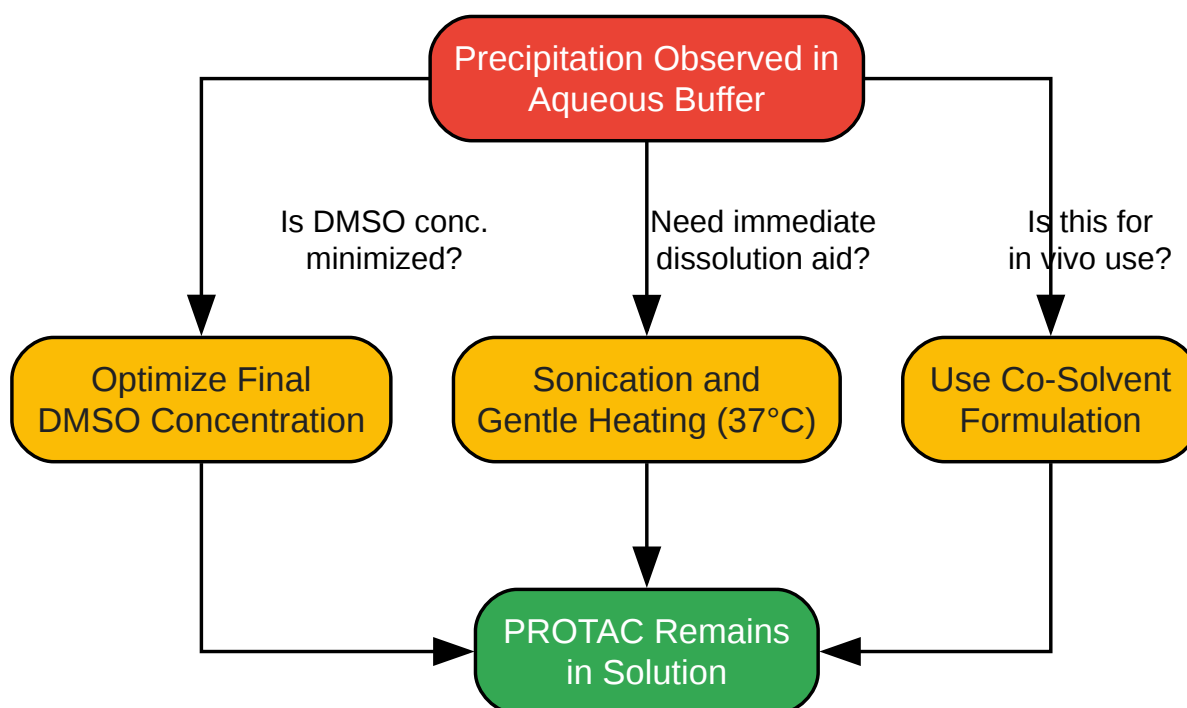 Precipitation Observed in
Aqueous Buffer
Is DMSO conc.
minimized?
Need immediate
dissolution aid?
Is this for
in vivo use?
Optimize Final
DMSO Concentration
Sonication and
Gentle Heating (37°C)
Use Co-Solvent
Formulation
PROTAC Remains
in Solution